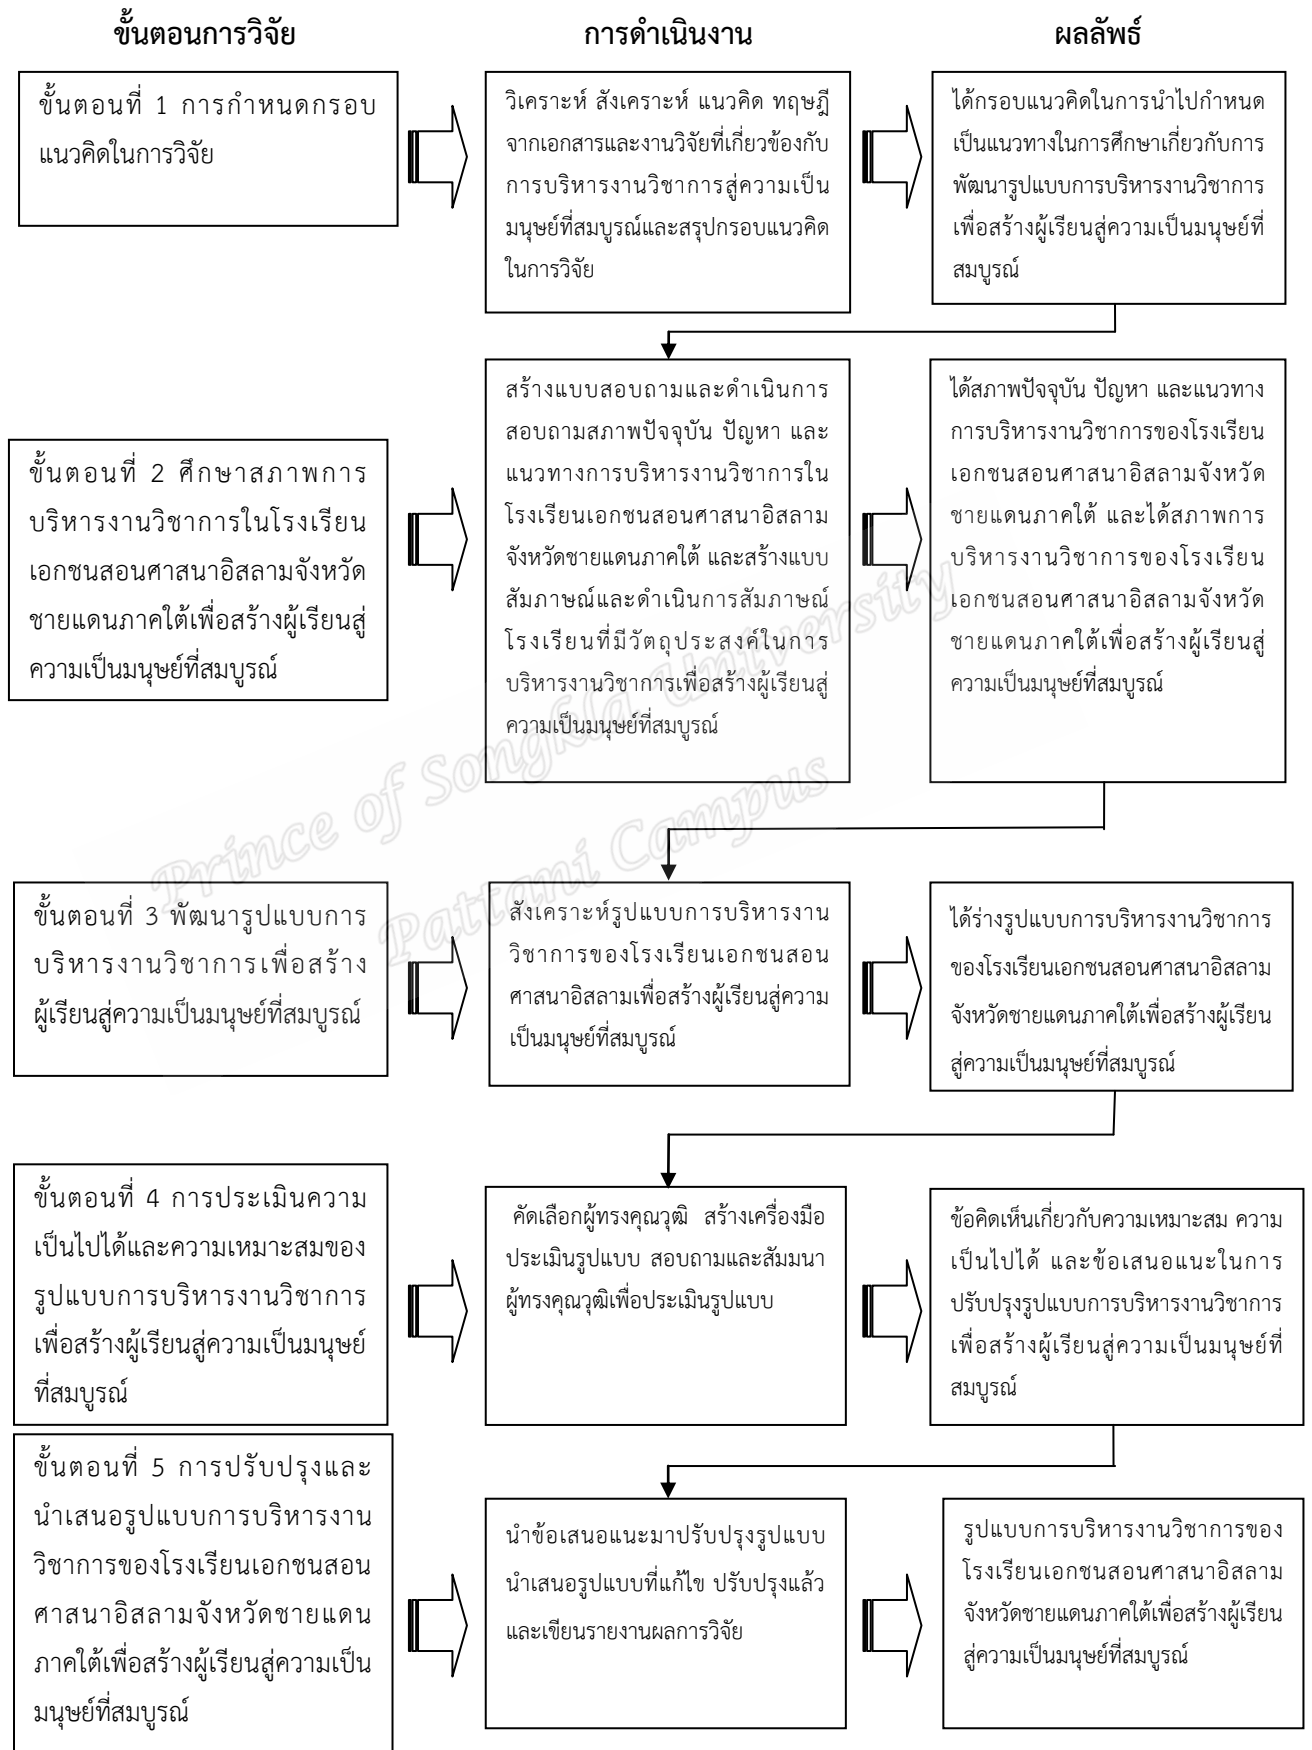 ขั้นตอนการวิจัย
การดำเนินงาน
ผลลัพธ์
ขั้นตอนที่ 1 การกำหนดกรอบ
แนวคิดในการวิจัย
วิเคราะห์ สังเคราะห์ แนวคิด ทฤษฎี
จากเอกสารและงานวิจัยที่เกี่ยวข้องกับ
การบริหารงานวิชาการสู่ความเป็น
มนุษย์ที่สมบูรณ์และสรุปกรอบแนวคิด
ในการวิจัย
ได้กรอบแนวคิดในการนำไปกำหนด
เป็นแนวทางในการศึกษาเกี่ยวกับการ
พัฒนารูปแบบการบริหารงานวิชาการ
เพื่อสร้างผู้เรียนสู่ความเป็นมนุษย์ที่
สมบูรณ์
ขั้นตอนที่ 2 ศึกษาสภาพการ
บริหารงานวิชาการในโรงเรียน
เอกชนสอนศาสนาอิสลามจังหวัด
ชายแดนภาคใต้เพื่อสร้างผู้เรียนสู่
ความเป็นมนุษย์ที่สมบูรณ์
สร้างแบบสอบถามและดำเนินการ
สอบถามสภาพปัจจุบัน ปัญหา และ
แนวทางการบริหารงานวิชาการใน
โรงเรียนเอกชนสอนศาสนาอิสลาม
จังหวัดชายแดนภาคใต้ และสร้างแบบ
สัมภาษณ์และดำเนินการสัมภาษณ์
โรงเรียนที่มีวัตถุประสงค์ในการ
บริหารงานวิชาการเพื่อสร้างผู้เรียนสู่
ความเป็นมนุษย์ที่สมบูรณ์
ได้สภาพปัจจุบัน ปัญหา และแนวทาง
การบริหารงานวิชาการของโรงเรียน
เอกชนสอนศาสนาอิสลามจังหวัด
ชายแดนภาคใต้ และได้สภาพการ
บริหารงานวิชาการของโรงเรียน
เอกชนสอนศาสนาอิสลามจังหวัด
ชายแดนภาคใต้เพื่อสร้างผู้เรียนสู่
ความเป็นมนุษย์ที่สมบูรณ์
Prince of Songkla University
Pattani Campus
ขั้นตอนที่ 3 พัฒนารูปแบบการ
บริหารงานวิชาการเพื่อสร้าง
ผู้เรียนสู่ความเป็นมนุษย์ที่สมบูรณ์
สังเคราะห์รูปแบบการบริหารงาน
วิชาการของโรงเรียนเอกชนสอน
ศาสนาอิสลามเพื่อสร้างผู้เรียนสู่ความ
เป็นมนุษย์ที่สมบูรณ์
ได้ร่างรูปแบบการบริหารงานวิชาการ
ของโรงเรียนเอกชนสอนศาสนาอิสลาม
จังหวัดชายแดนภาคใต้เพื่อสร้างผู้เรียน
สู่ความเป็นมนุษย์ที่สมบูรณ์
ขั้นตอนที่ 4 การประเมินความ
เป็นไปได้และความเหมาะสมของ
รูปแบบการบริหารงานวิชาการ
เพื่อสร้างผู้เรียนสู่ความเป็นมนุษย์
ที่สมบูรณ์
คัดเลือกผู้ทรงคุณวุฒิ สร้างเครื่องมือ
ประเมินรูปแบบ สอบถามและสัมมนา
ผู้ทรงคุณวุฒิเพื่อประเมินรูปแบบ
ข้อคิดเห็นเกี่ยวกับความเหมาะสม ความ
เป็นไปได้ และข้อเสนอแนะในการ
ปรับปรุงรูปแบบการบริหารงานวิชาการ
เพื่อสร้างผู้เรียนสู่ความเป็นมนุษย์ที่
สมบูรณ์
ขั้นตอนที่ 5 การปรับปรุงและ
นำเสนอรูปแบบการบริหารงาน
วิชาการของโรงเรียนเอกชนสอน
ศาสนาอิสลามจังหวัดชายแดน
ภาคใต้เพื่อสร้างผู้เรียนสู่ความเป็น
มนุษย์ที่สมบูรณ์
นำข้อเสนอแนะมาปรับปรุงรูปแบบ
นำเสนอรูปแบบที่แก้ไข ปรับปรุงแล้ว
และเขียนรายงานผลการวิจัย
รูปแบบการบริหารงานวิชาการของ
โรงเรียนเอกชนสอนศาสนาอิสลาม
จังหวัดชายแดนภาคใต้เพื่อสร้างผู้เรียน
สู่ความเป็นมนุษย์ที่สมบูรณ์